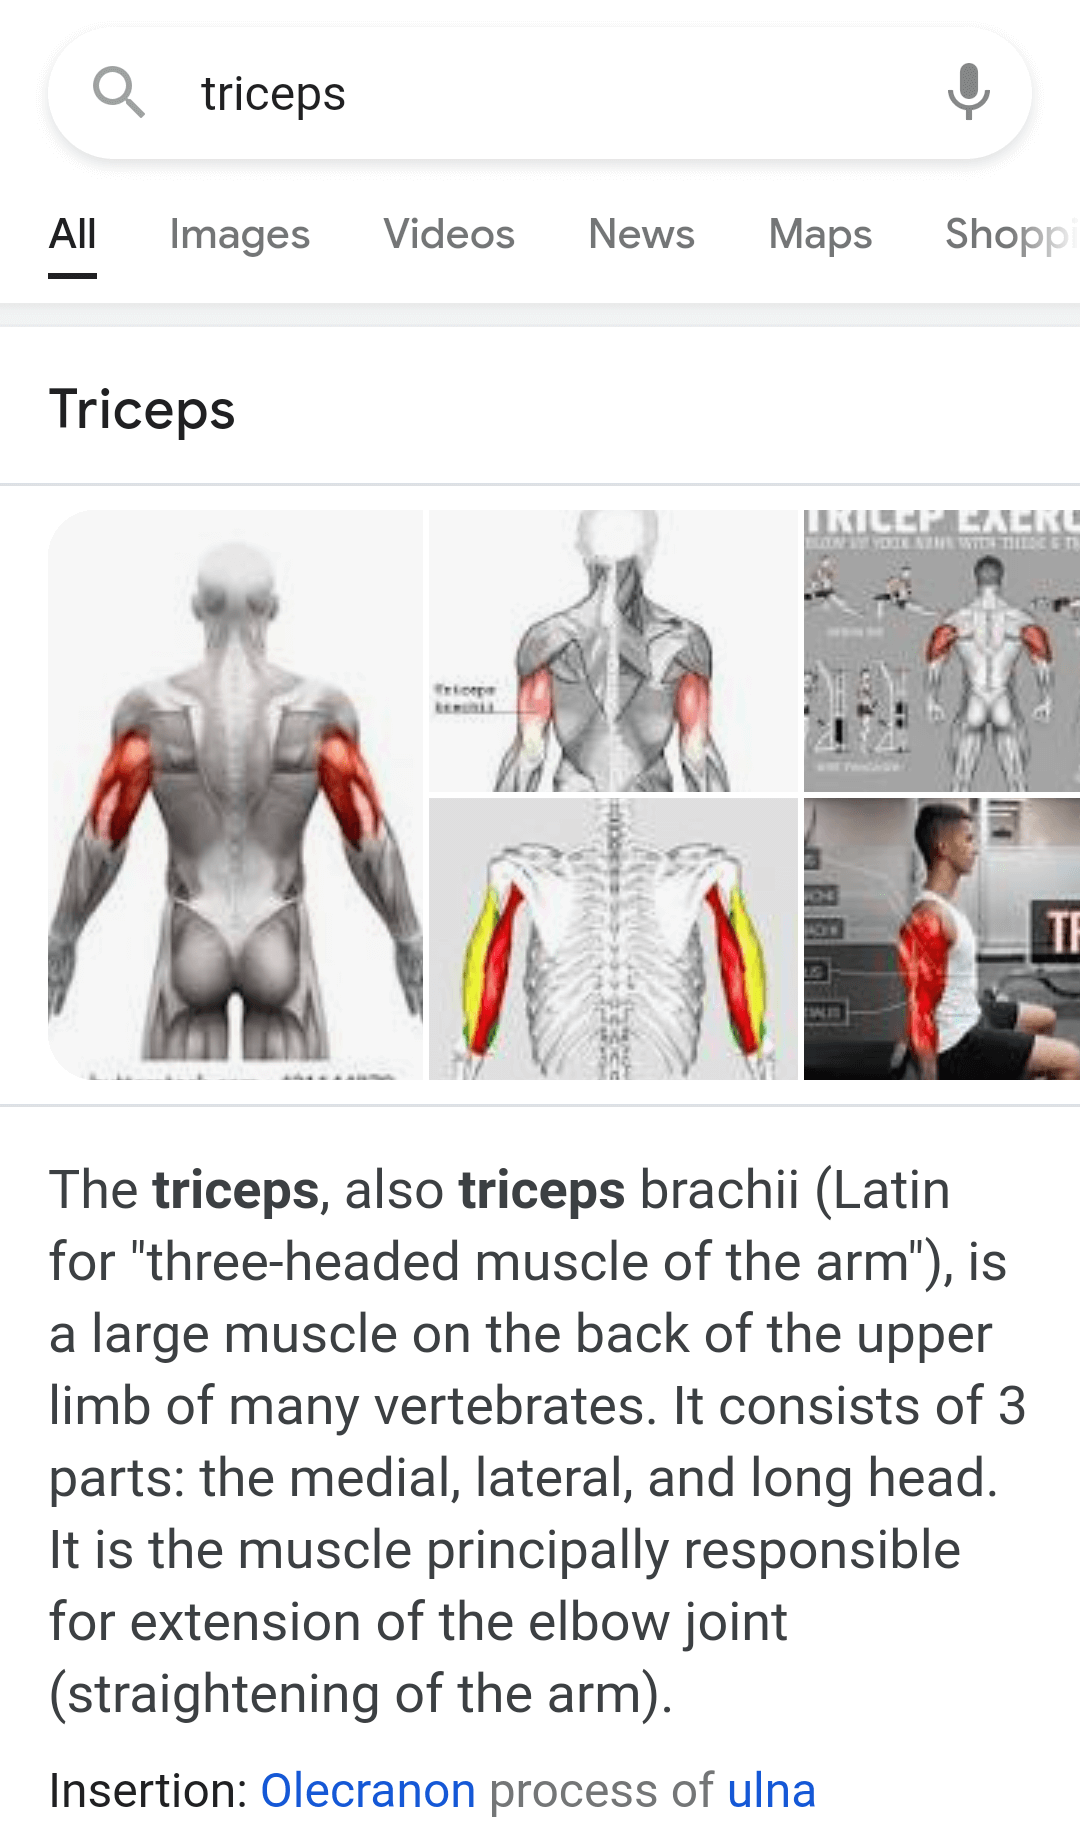 triceps
All Images Videos News Maps Shoppi
Triceps
Triceps
brachii
TRICEP EXERC
The triceps, also triceps brachii (Latin
for "three-headed muscle of the arm"), is
a large muscle on the back of the upper
limb of many vertebrates. It consists of 3
parts: the medial, lateral, and long head.
It is the muscle principally responsible
for extension of the elbow joint
(straightening of the arm).
Insertion: Olecranon process of ulna